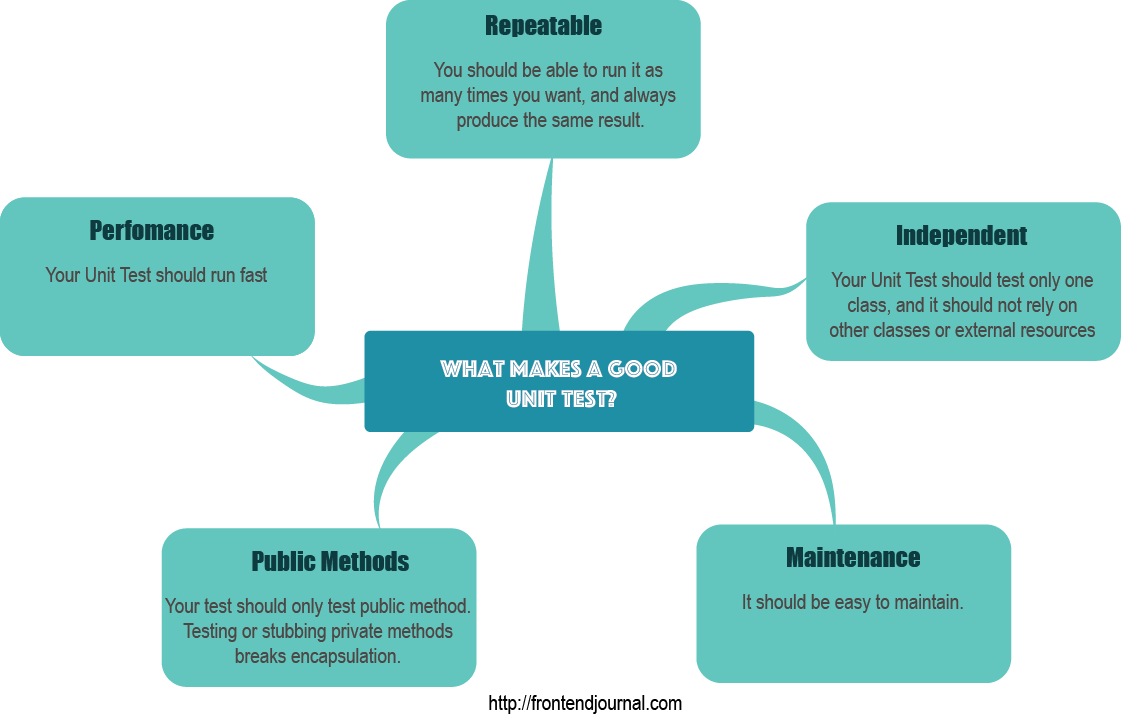 Repeatable
You should be able to run it as
many times you want, and always
produce the same result.
Perfomance
Your Unit Test should run fast
Independent
Your Unit Test should test only one
class, and it should not rely on
other classes or external resources
WHAT MAKES A GOOD
UNIT TEST?
Public Methods
Your test should only test public method.
Testing or stubbing private methods
breaks encapsulation.
Maintenance
It should be easy to maintain.
http://frontendjournal.com